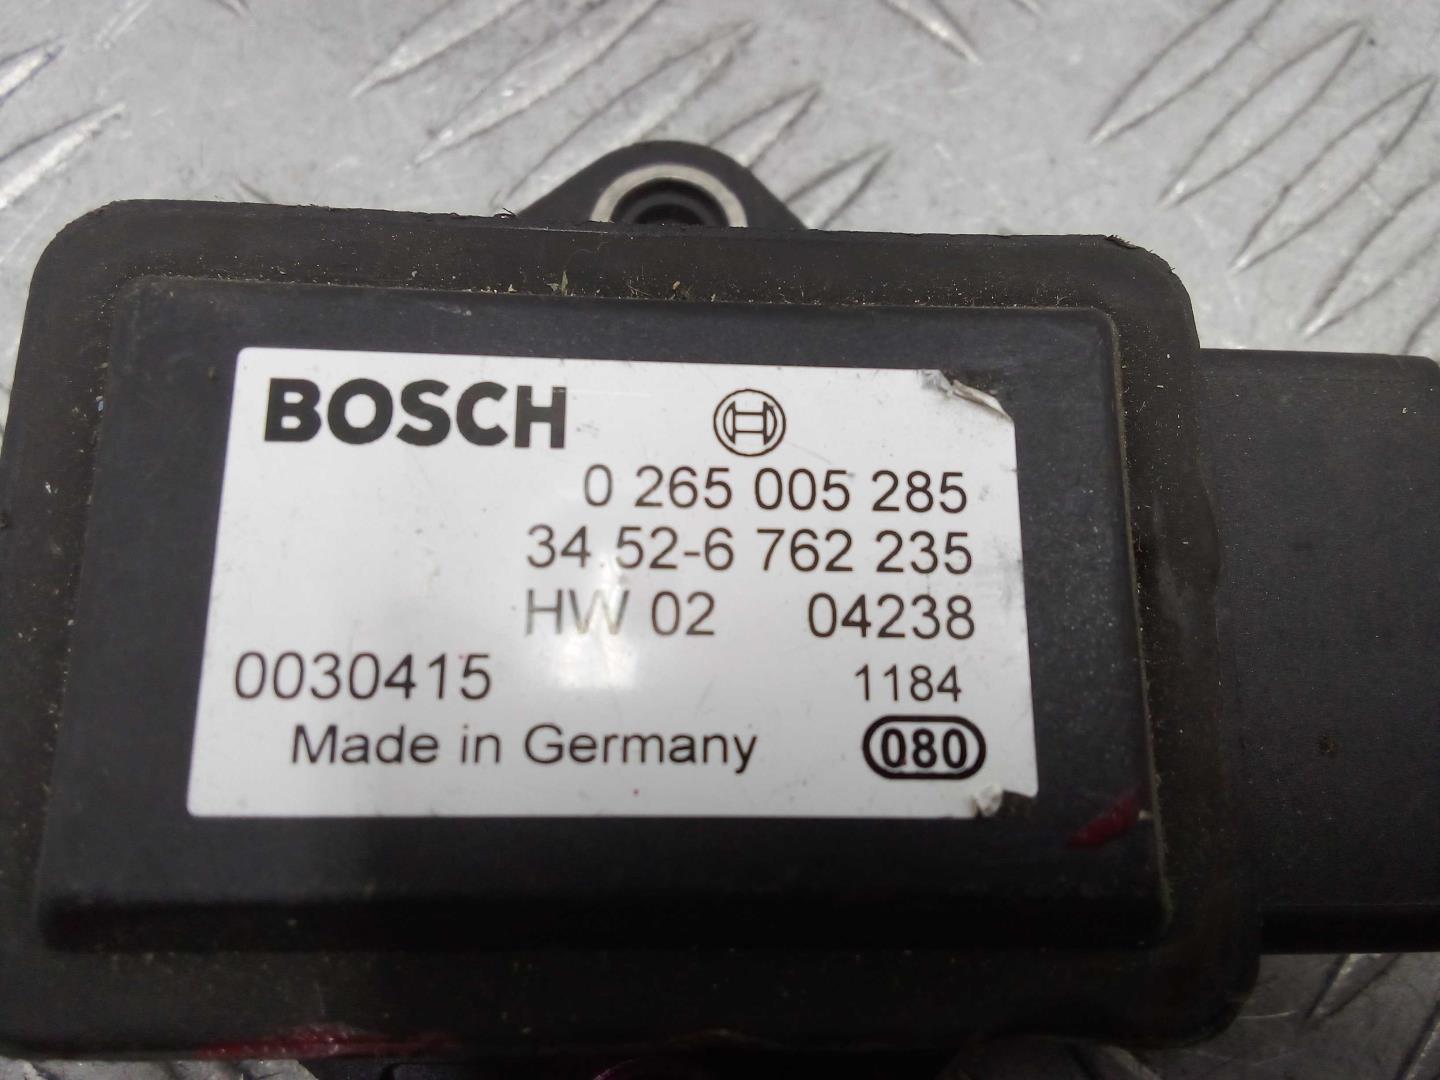 BOSCH
0 265 005 285
34.52-6 762 235
HW 02 04238
0030415 1184
Made in Germany 080